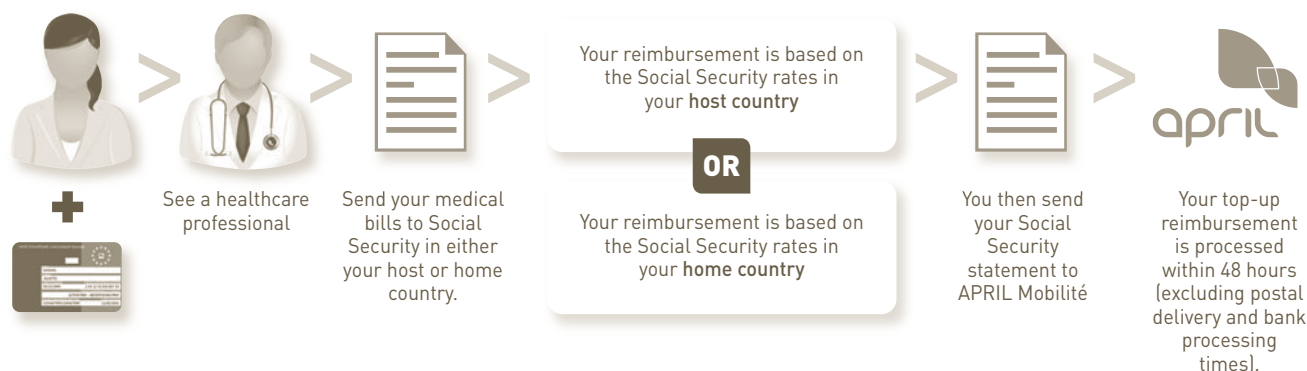 See a healthcare
professional
Send your medical
bills to Social
Security in either
your host or home
country.
Your reimbursement is based on
the Social Security rates in
your host country
OR
Your reimbursement is based on
the Social Security rates in
your home country
You then send
your Social
Security
statement to
APRIL Mobilité
april
Your top-up
reimbursement
is processed
within 48 hours
(excluding postal
delivery and bank
processing
times).